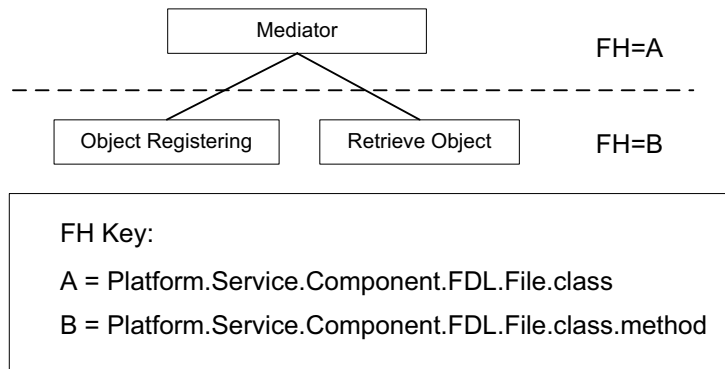 Mediator
FH=A
Object Registering
Retrieve Object
FH=B
FH Key:
A = Platform.Service.Component.FDL.File.class
B = Platform.Service.Component.FDL.File.class.method